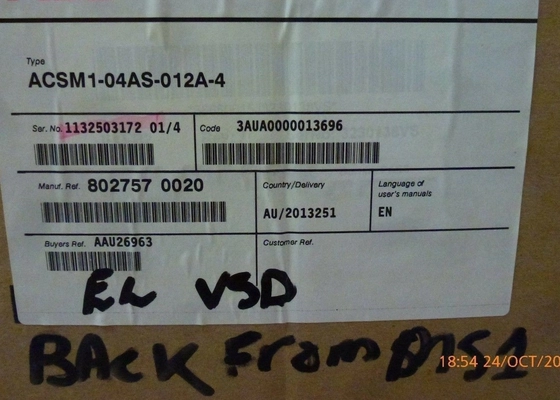 Type
ACSM1-04AS-012A-4
Ser. No. 1132503172 01/4
Code 3AUA0000013696
Manuf. Ref. 802757 0020
Country/Delivery
AU/2013251
Language of
user's manuals
EN
Buyers Ref. AAU26963
Customer Ref.
EL VSD
BACK From
18:54 24/OCT/20